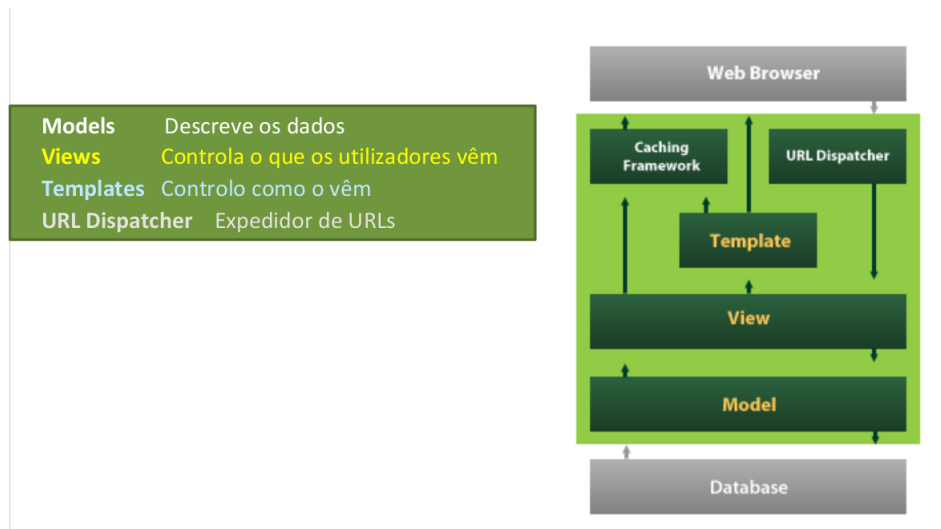 Models Descreve os dados
Views Controla o que os utilizadores vêm
Templates Controlo como o vêm
URL Dispatcher Expedidor de URLs
Web Browser
Caching
Framework
URL Dispatcher
Template
View
Model
Database